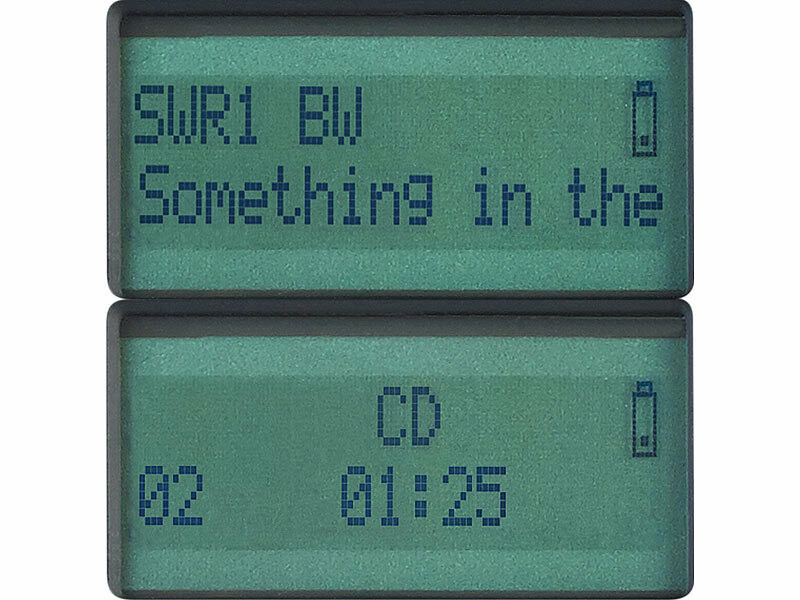 SWR1 BW
Something in the
CD
02 01:25